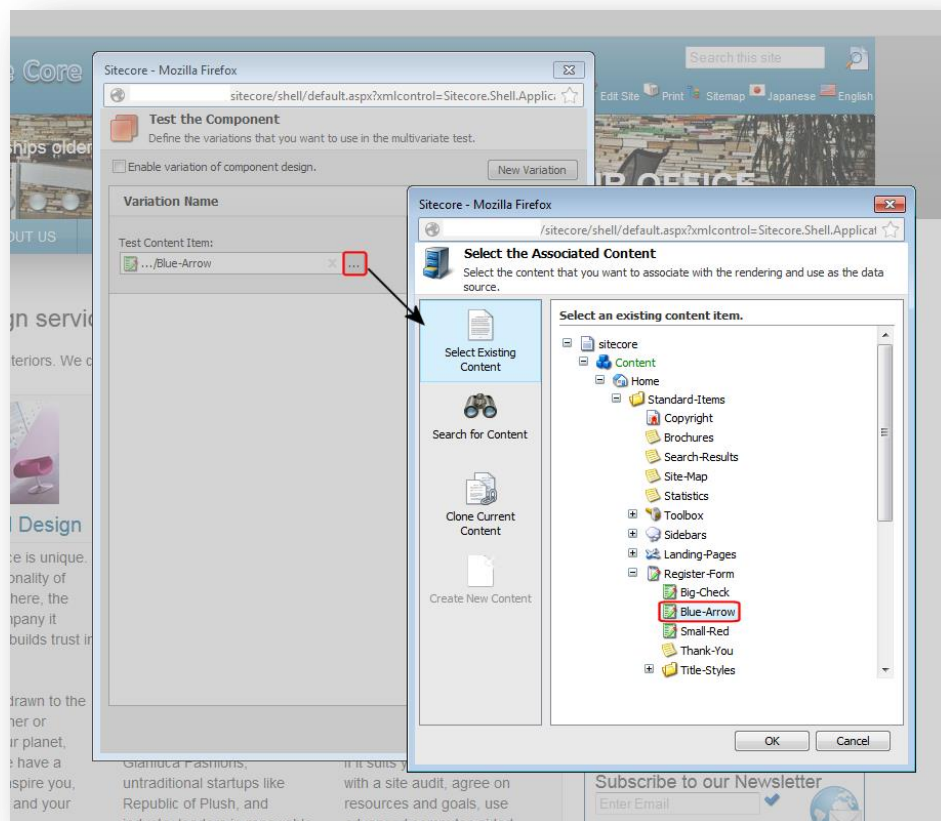 Core
Search this site
Edit Site Print Sitemap Japanese English
ships older
OUR OFFICE
OUT US
Sitecore - Mozilla Firefox
sitecore/shell/default.aspx?xmlcontrol=Sitecore.Shell.Applic
Test the Component
Define the variations that you want to use in the multivariate test.
Enable variation of component design.
New Variation
Variation Name
Test Content Item:
.../Blue-Arrow
X ...
Sitecore - Mozilla Firefox
/sitecore/shell/default.aspx?xmlcontrol=Sitecore.Shell.Applicat
Select the Associated Content
Select the content that you want to associate with the rendering and use as the data
source.
Select Existing
Content
Search for Content
Clone Current
Content
Create New Content
Select an existing content item.
sitecore
Content
Home
Standard-Items
Copyright
Brochures
Search-Results
Site-Map
Statistics
Toolbox
Sidebars
Landing-Pages
Register-Form
Big-Check
Blue-Arrow
Small-Red
Thank-You
Title-Styles
OK
Cancel
gn servic
teriors. We c
l Design
ce is unique.
onality of
here, the
mpany it
builds trust in
drawn to the
her or
ur planet,
e have a
spire you,
and your
Gianluca Fashions,
untraditional startups like
Republic of Plush, and
if it suits y
with a site audit, agree on
resources and goals, use
Subscribe to our Newsletter
Enter Email